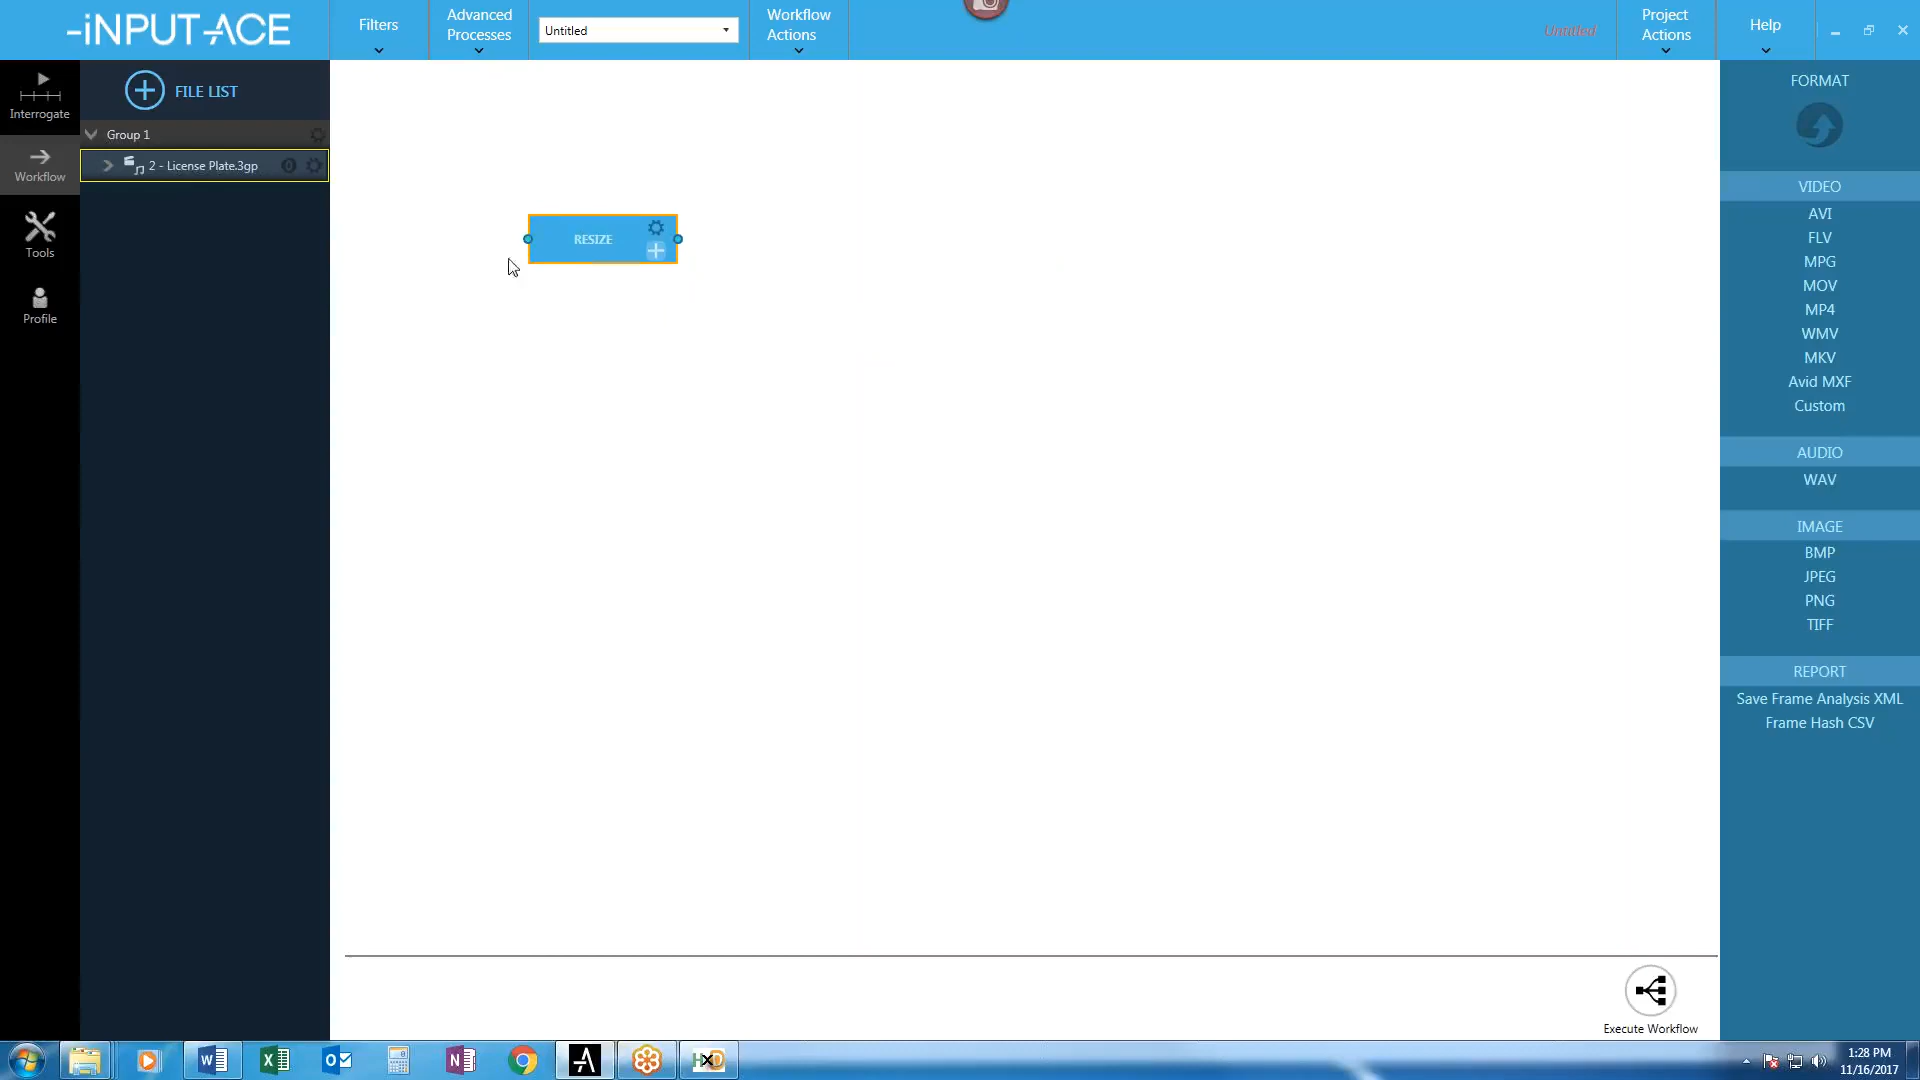 -iNPUT-ACE
Filters
Advanced
Processes
Untitled
Workflow
Actions
Untitled
Project
Actions
Help
Interrogate
Workflow
Tools
Profile
FILE LIST
Group 1
2 - License Plate.3gp
RESIZE
FORMAT
VIDEO
AVI
FLV
MPG
MOV
MP4
WMV
MKV
Avid MXF
Custom
AUDIO
WAV
IMAGE
BMP
JPEG
PNG
TIFF
REPORT
Save Frame Analysis XML
Frame Hash CSV
Execute Workflow
HXD
1:28 PM
11/16/2017